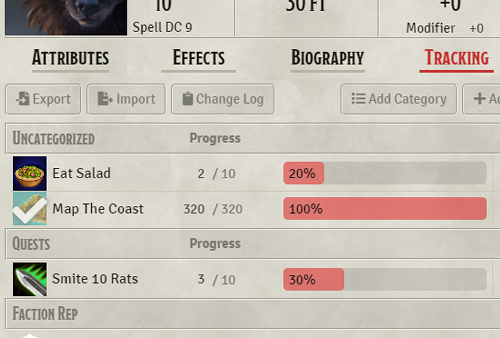 10 30 FT +0
Spell DC 9 Modifier +0
ATTRIBUTES EFFECTS BIOGRAPHY TRACKING
Export Import Change Log Add Category
UNCATEGORIZED Progress
Eat Salad 2 / 10 20%
Map The Coast 320 / 320 100%
QUESTS Progress
Smite 10 Rats 3 / 10 30%
FACTION REP